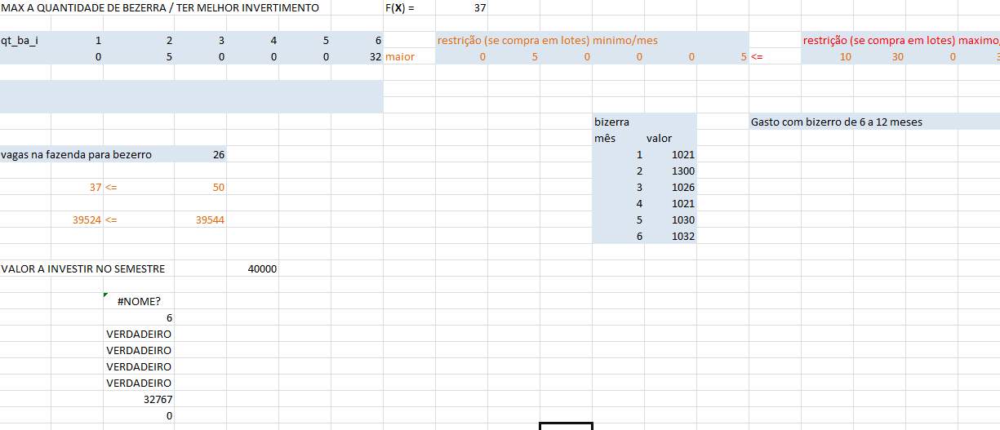 MAX A QUANTIDADE DE BEZERRA / TER MELHOR INVERTIMENTO F(X) = 37
qt_ba_i 1 2 3 4 5 6 restrição (se compra em lotes) minimo/mes restrição (se compra em lotes) maximo
0 5 0 0 0 32 maior 0 5 0 0 0 5 <= 10 30 0 3
bizerra Gasto com bizerro de 6 a 12 meses
mês valor
vagas na fazenda para bezerro 26 1 1021
2 1300
37 <= 50 3 1026
4 1021
39524 <= 39544 5 1030
6 1032
VALOR A INVESTIR NO SEMESTRE 40000
#NOME?
6
VERDADEIRO
VERDADEIRO
VERDADEIRO
VERDADEIRO
32767
0